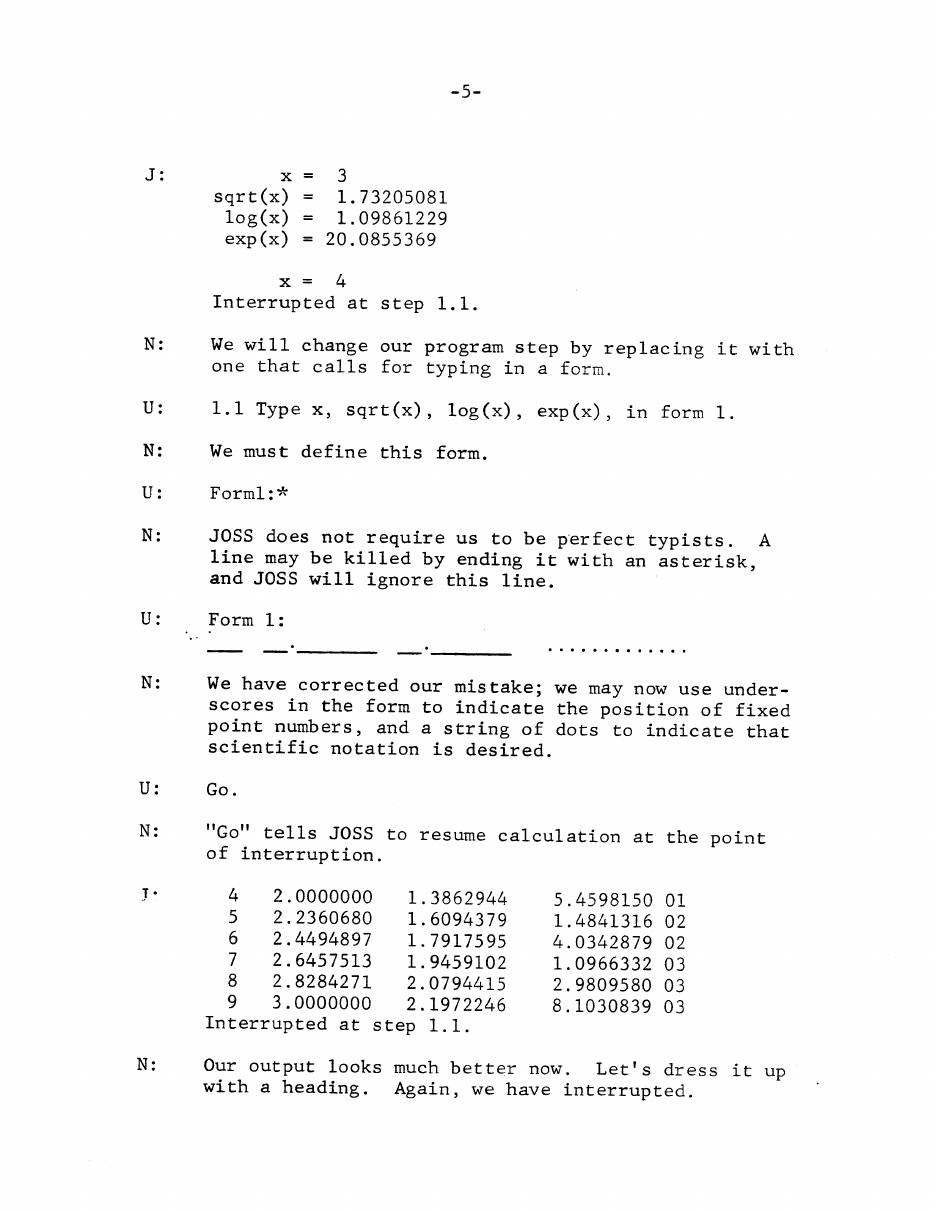 -5-
J: x = 3
sqrt(x) = 1.73205081
log(x) = 1.09861229
exp(x) = 20.0855369
x = 4
Interrupted at step 1.1.
N: We will change our program step by replacing it with
one that calls for typing in a form.
U: 1.1 Type x, sqrt(x), log(x), exp(x), in form 1.
N: We must define this form.
U: Form1:*
N: JOSS does not require us to be perfect typists. A
line may be killed by ending it with an asterisk,
and JOSS will ignore this line.
U: Form 1:
___ __._______ __._______ .............
N: We have corrected our mistake; we may now use under-
scores in the form to indicate the position of fixed
point numbers, and a string of dots to indicate that
scientific notation is desired.
U: Go.
N: "Go" tells JOSS to resume calculation at the point
of interruption.
J: 4 2.0000000 1.3862944 5.4598150 01
5 2.2360680 1.6094379 1.4841316 02
6 2.4494897 1.7917595 4.0342879 02
7 2.6457513 1.9459102 1.0966332 03
8 2.8284271 2.0794415 2.9809580 03
9 3.0000000 2.1972246 8.1030839 03
Interrupted at step 1.1.
N: Our output looks much better now. Let's dress it up
with a heading. Again, we have interrupted.